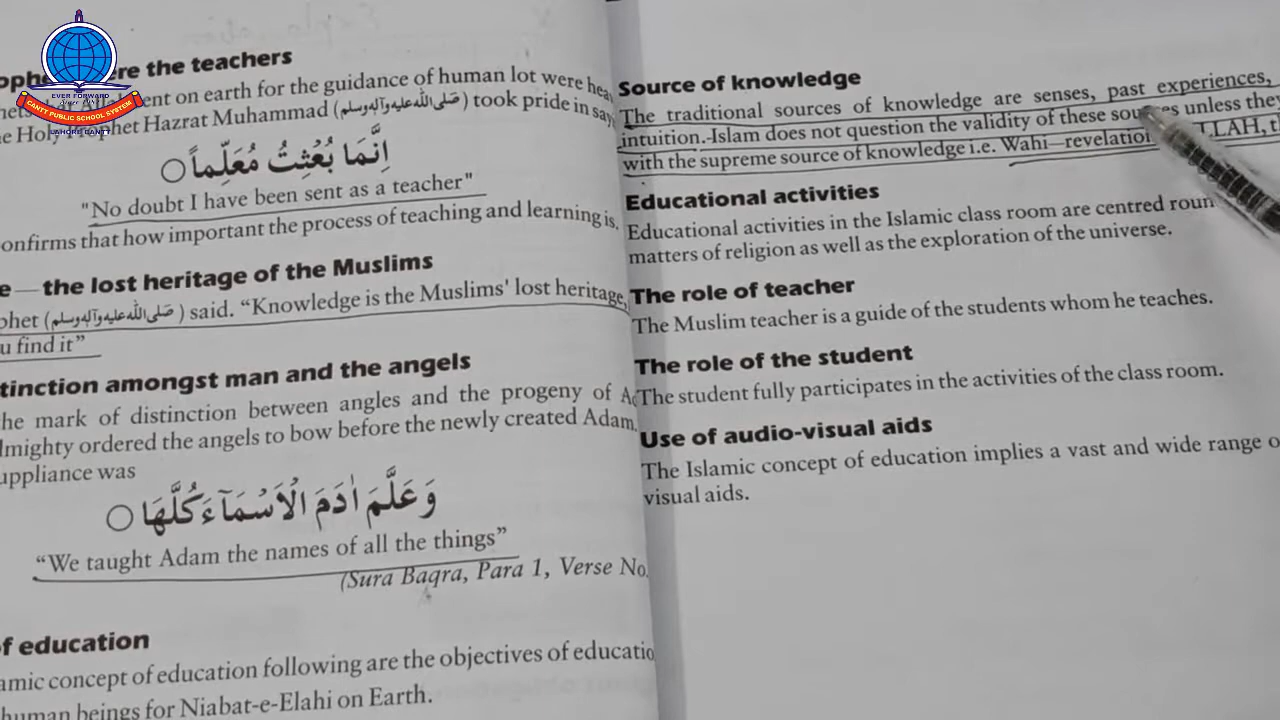 EVER FORWARD
Since Ever
CANTT PUBLIC SCHOOL SYSTEM
LAHORE CANTT
ere the teachers
ent on earth for the guidance of human lot were
Holy Prophet Hazrat Muhammad (صلی اللہ علیہ وآلہ وسلم) took pride in
اِنَّمَا بُعِثْتُ مُعَلِّماً
"No doubt I have been sent as a teacher"
onfirms that how important the process of teaching and learning is,
e—the lost heritage of the Muslims
phet (صلی اللہ علیہ وآلہ وسلم) said. “Knowledge is the Muslims' lost heritage,
u find it”
tinction amongst man and the angels
he mark of distinction between angles and the progeny of
lmighty ordered the angels to bow before the newly created Adam.
uppliance was
وَعَلَّمَ اٰدَمَ الْاَسْمَآءَ كُلَّهَا
“We taught Adam the names of all the things”
(Sura Baqra, Para 1, Verse No.
of education
amic concept of education following are the objectives of educatio
human beings for Niabat-e-Elahi on Earth.
Source of knowledge
The traditional sources of knowledge are senses, past experiences,
intuition. Islam does not question the validity of these sources unless they
with the supreme source of knowledge i.e. Wahi—revelation LLAH,
Educational activities
Educational activities in the Islamic class room are centred roun
matters of religion as well as the exploration of the universe.
The role of teacher
The Muslim teacher is a guide of the students whom he teaches.
The role of the student
The student fully participates in the activities of the class room.
Use of audio-visual aids
The Islamic concept of education implies a vast and wide range o
visual aids.